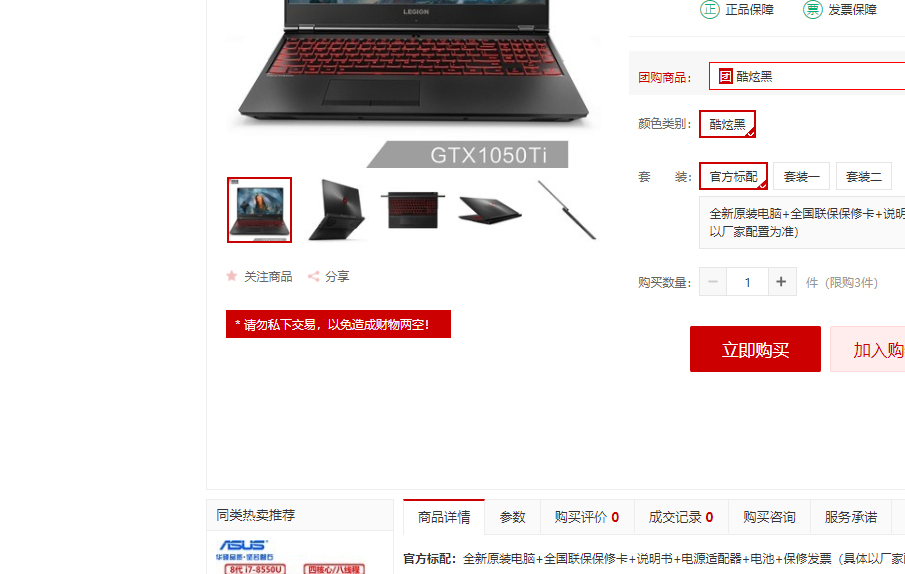 LEGION
正 正品保障
票 发票保障
团购商品：
团 酷炫黑
颜色类别：
酷炫黑
GTX1050Ti
套 装：
官方标配
套装一
套装二
全新原装电脑+全国联保保修卡+说明
以厂家配置为准）
关注商品
分享
购买数量：
− 1 +
件（限购3件）
* 请勿私下交易，以免造成财物两空！
立即购买
加入购
同类热卖推荐
商品详情
参数
购买评价 0
成交记录 0
购买咨询
服务承诺
ASUS
8代 i7-8550U
四核心/八线程
官方标配：全新原装电脑+全国联保保修卡+说明书+电源适配器+电池+保修发票（具体以厂家